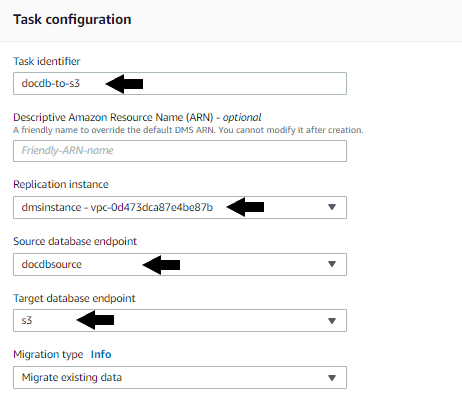 Task configuration
Task identifier
docdb-to-s3
Descriptive Amazon Resource Name (ARN) - optional
A friendly name to override the default DMS ARN. You cannot modify it after creation.
Friendly-ARN-name
Replication instance
dmsinstance - vpc-0d473dca87e4be87b
Source database endpoint
docdbsource
Target database endpoint
s3
Migration type Info
Migrate existing data